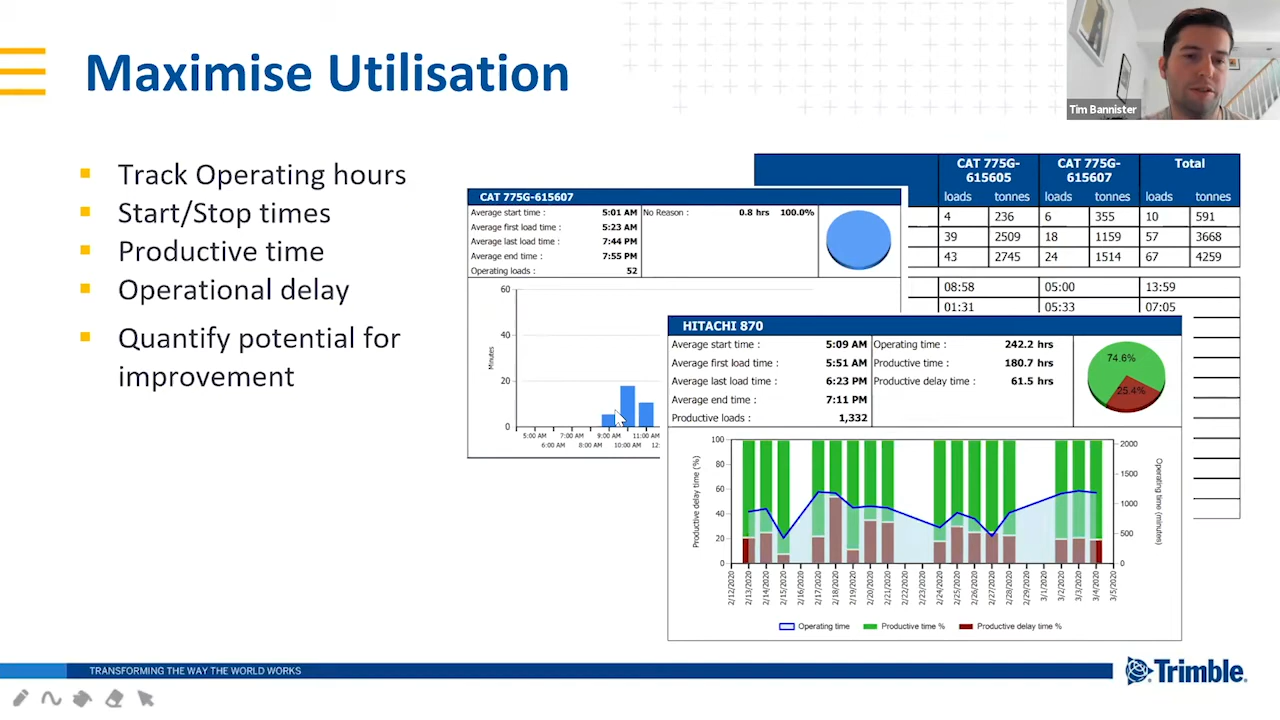 Maximise Utilisation
Tim Bannister
Track Operating hours
Start/Stop times
Productive time
Operational delay
Quantify potential for
improvement
CAT 775G-615605 CAT 775G-615607 Total
loads tonnes loads tonnes loads tonnes
4 236 6 355 10 591
39 2509 18 1159 57 3668
43 2745 24 1514 67 4259
08:58 05:00 13:59
01:31 05:33 07:05
CAT 775G-615607
Average start time : 5:01 AM No Reason : 0.8 hrs 100.0%
Average first load time : 5:23 AM
Average last load time : 7:44 PM
Average end time : 7:55 PM
Operating loads : 52
60
40
20
0
Minutes
5:00 AM 7:00 AM 9:00 AM 11:00 AM
6:00 AM 8:00 AM 10:00 AM 12:
HITACHI 870
Average start time : 5:09 AM Operating time : 242.2 hrs
Average first load time : 5:51 AM Productive time : 180.7 hrs
Average last load time : 6:23 PM Productive delay time : 61.5 hrs
Average end time : 7:11 PM
Productive loads : 1,332
74.6%
25.4%
Productive delay time (%)
100
80
60
40
20
0
2000
1500
1000
500
0
Operating time (minutes)
2/12/2020 2/13/2020 2/14/2020 2/15/2020 2/16/2020 2/17/2020 2/18/2020 2/19/2020 2/20/2020 2/21/2020 2/22/2020 2/23/2020 2/24/2020 2/25/2020 2/26/2020 2/27/2020 2/28/2020 2/29/2020 3/1/2020 3/2/2020 3/3/2020 3/4/2020 3/5/2020
Operating time Productive time % Productive delay time %
TRANSFORMING THE WAY THE WORLD WORKS
Trimble